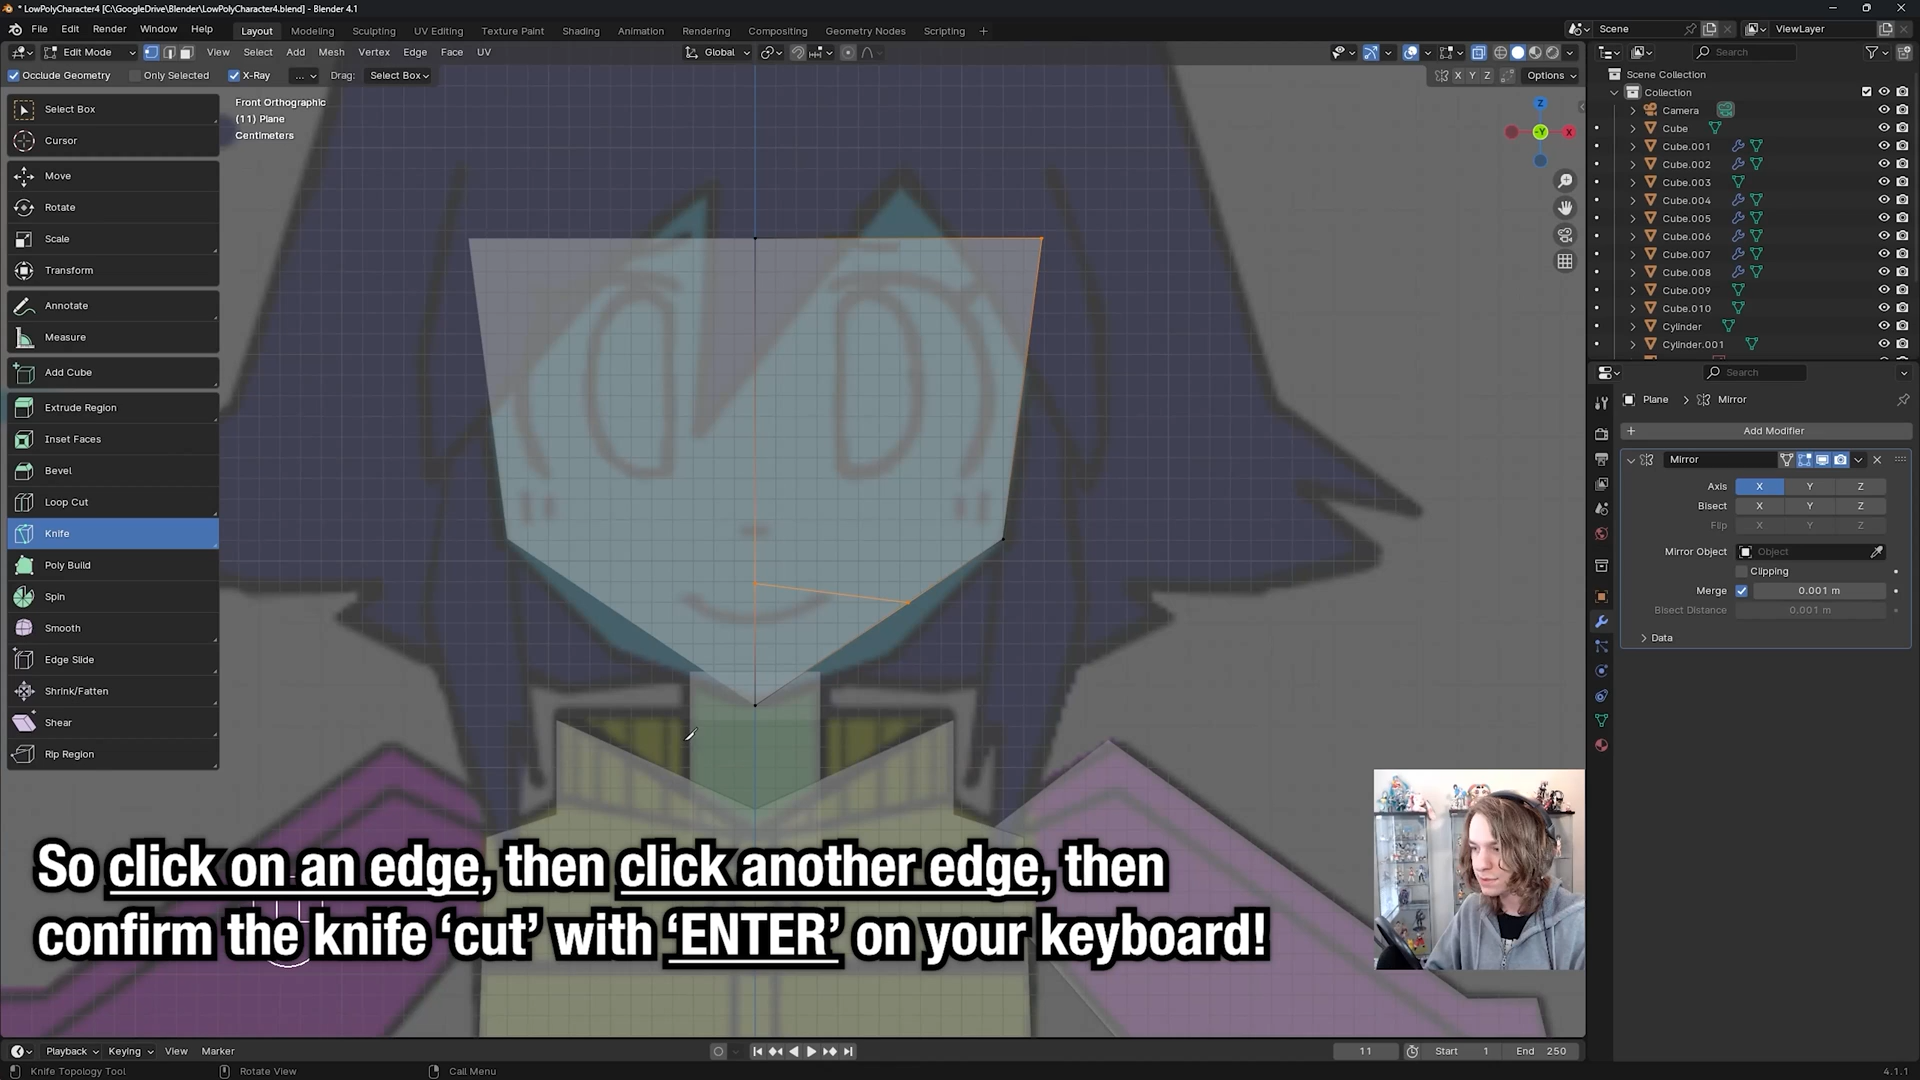 * LowPolyCharacter4 [C:\GoogleDrive\Blender\LowPolyCharacter4.blend] - Blender 4.1
File Edit Render Window Help Layout Modeling Sculpting UV Editing Texture Paint Shading Animation Rendering Compositing Geometry Nodes Scripting + Scene ViewLayer
Edit Mode View Select Add Mesh Vertex Edge Face UV Global Search
Occlude Geometry Only Selected X-Ray ... Drag: Select Box X Y Z Options
Scene Collection
Collection
Camera
Cube
Cube.001
Cube.002
Cube.003
Cube.004
Cube.005
Cube.006
Cube.007
Cube.008
Cube.009
Cube.010
Cylinder
Cylinder.001
Select Box
Cursor
Move
Rotate
Scale
Transform
Annotate
Measure
Add Cube
Extrude Region
Inset Faces
Bevel
Loop Cut
Knife
Poly Build
Spin
Smooth
Edge Slide
Shrink/Fatten
Shear
Rip Region
Front Orthographic
(11) Plane
Centimeters
Z
-Y X
Search
Plane > Mirror
+ Add Modifier
Mirror
Axis X Y Z
Bisect X Y Z
Flip X Y Z
Mirror Object Object
Clipping
Merge 0.001 m
Bisect Distance 0.001 m
Data
So click on an edge, then click another edge, then
confirm the knife ‘cut’ with ‘ENTER’ on your keyboard!
Playback Keying View Marker 11 Start 1 End 250
Knife Topology Tool Rotate View Call Menu 4.1.1